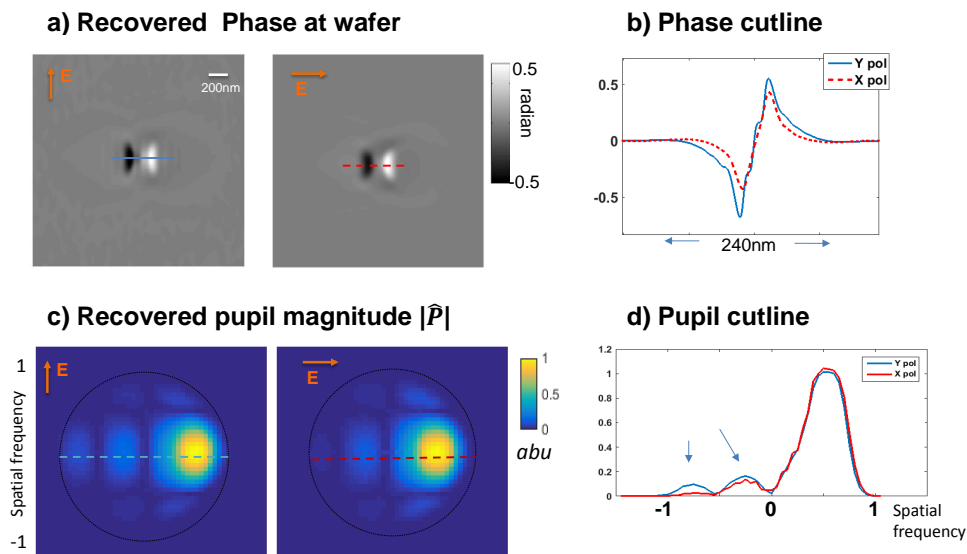 a) Recovered Phase at wafer
b) Phase cutline
E
200nm
E
0.5
radian
-0.5
Y pol
X pol
0.5
0
-0.5
0
240nm
c) Recovered pupil magnitude |P̂|
d) Pupil cutline
1
Spatial frequency
-1
E
E
1
0
abu
1.2
1
0.8
0.6
0.4
0.2
0
Y pol
X pol
-1
0
1
Spatial
frequency